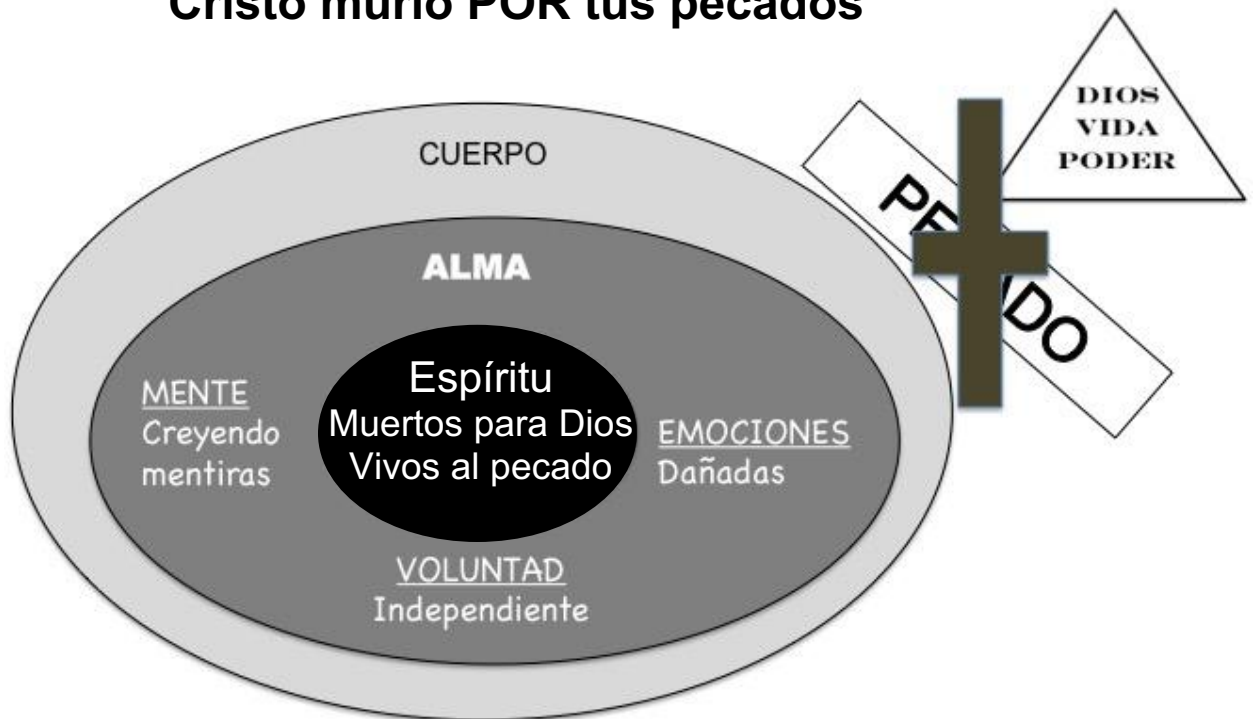 Cristo murió POR tus pecados
DIOS
VIDA
PODER
PECADO
CUERPO
ALMA
Espíritu
Muertos para Dios
Vivos al pecado
MENTE
Creyendo
mentiras
EMOCIONES
Dañadas
VOLUNTAD
Independiente